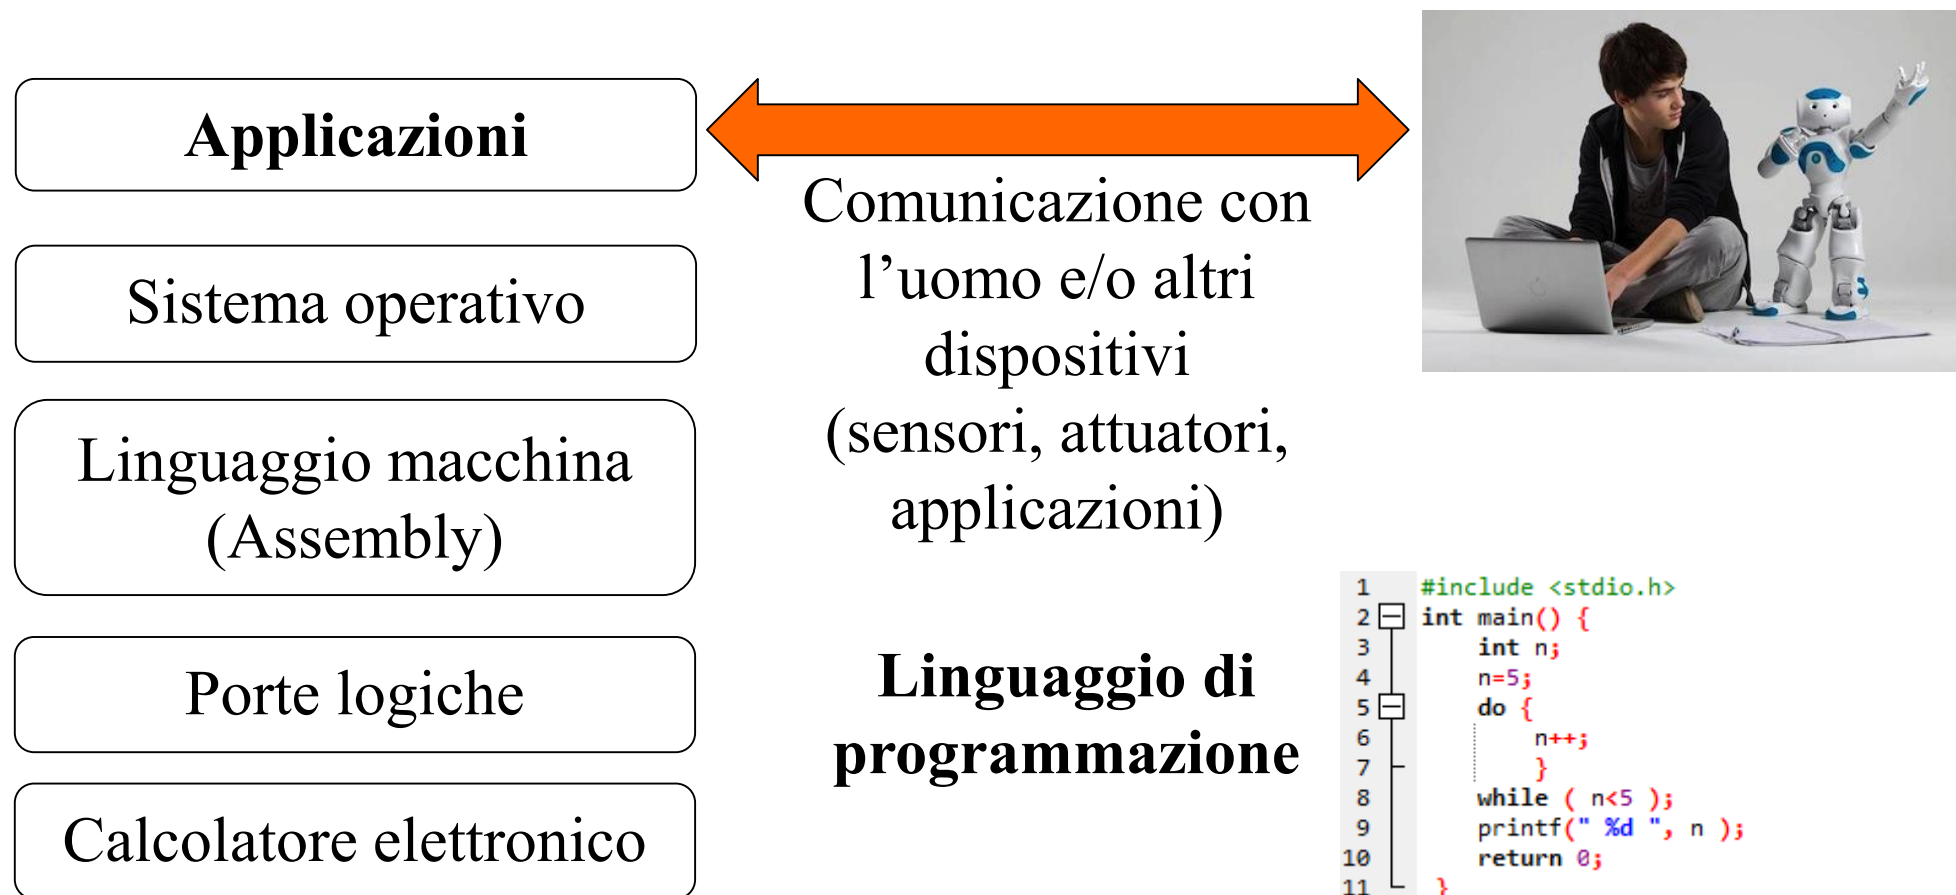 Applicazioni
Sistema operativo
Linguaggio macchina
(Assembly)
Porte logiche
Calcolatore elettronico
Comunicazione con
l’uomo e/o altri
dispositivi
(sensori, attuatori,
applicazioni)
Linguaggio di
programmazione
1 #include <stdio.h>
2 int main() {
3 int n;
4 n=5;
5 do {
6 n++;
7 }
8 while ( n<5 );
9 printf(" %d ", n );
10 return 0;
11 }